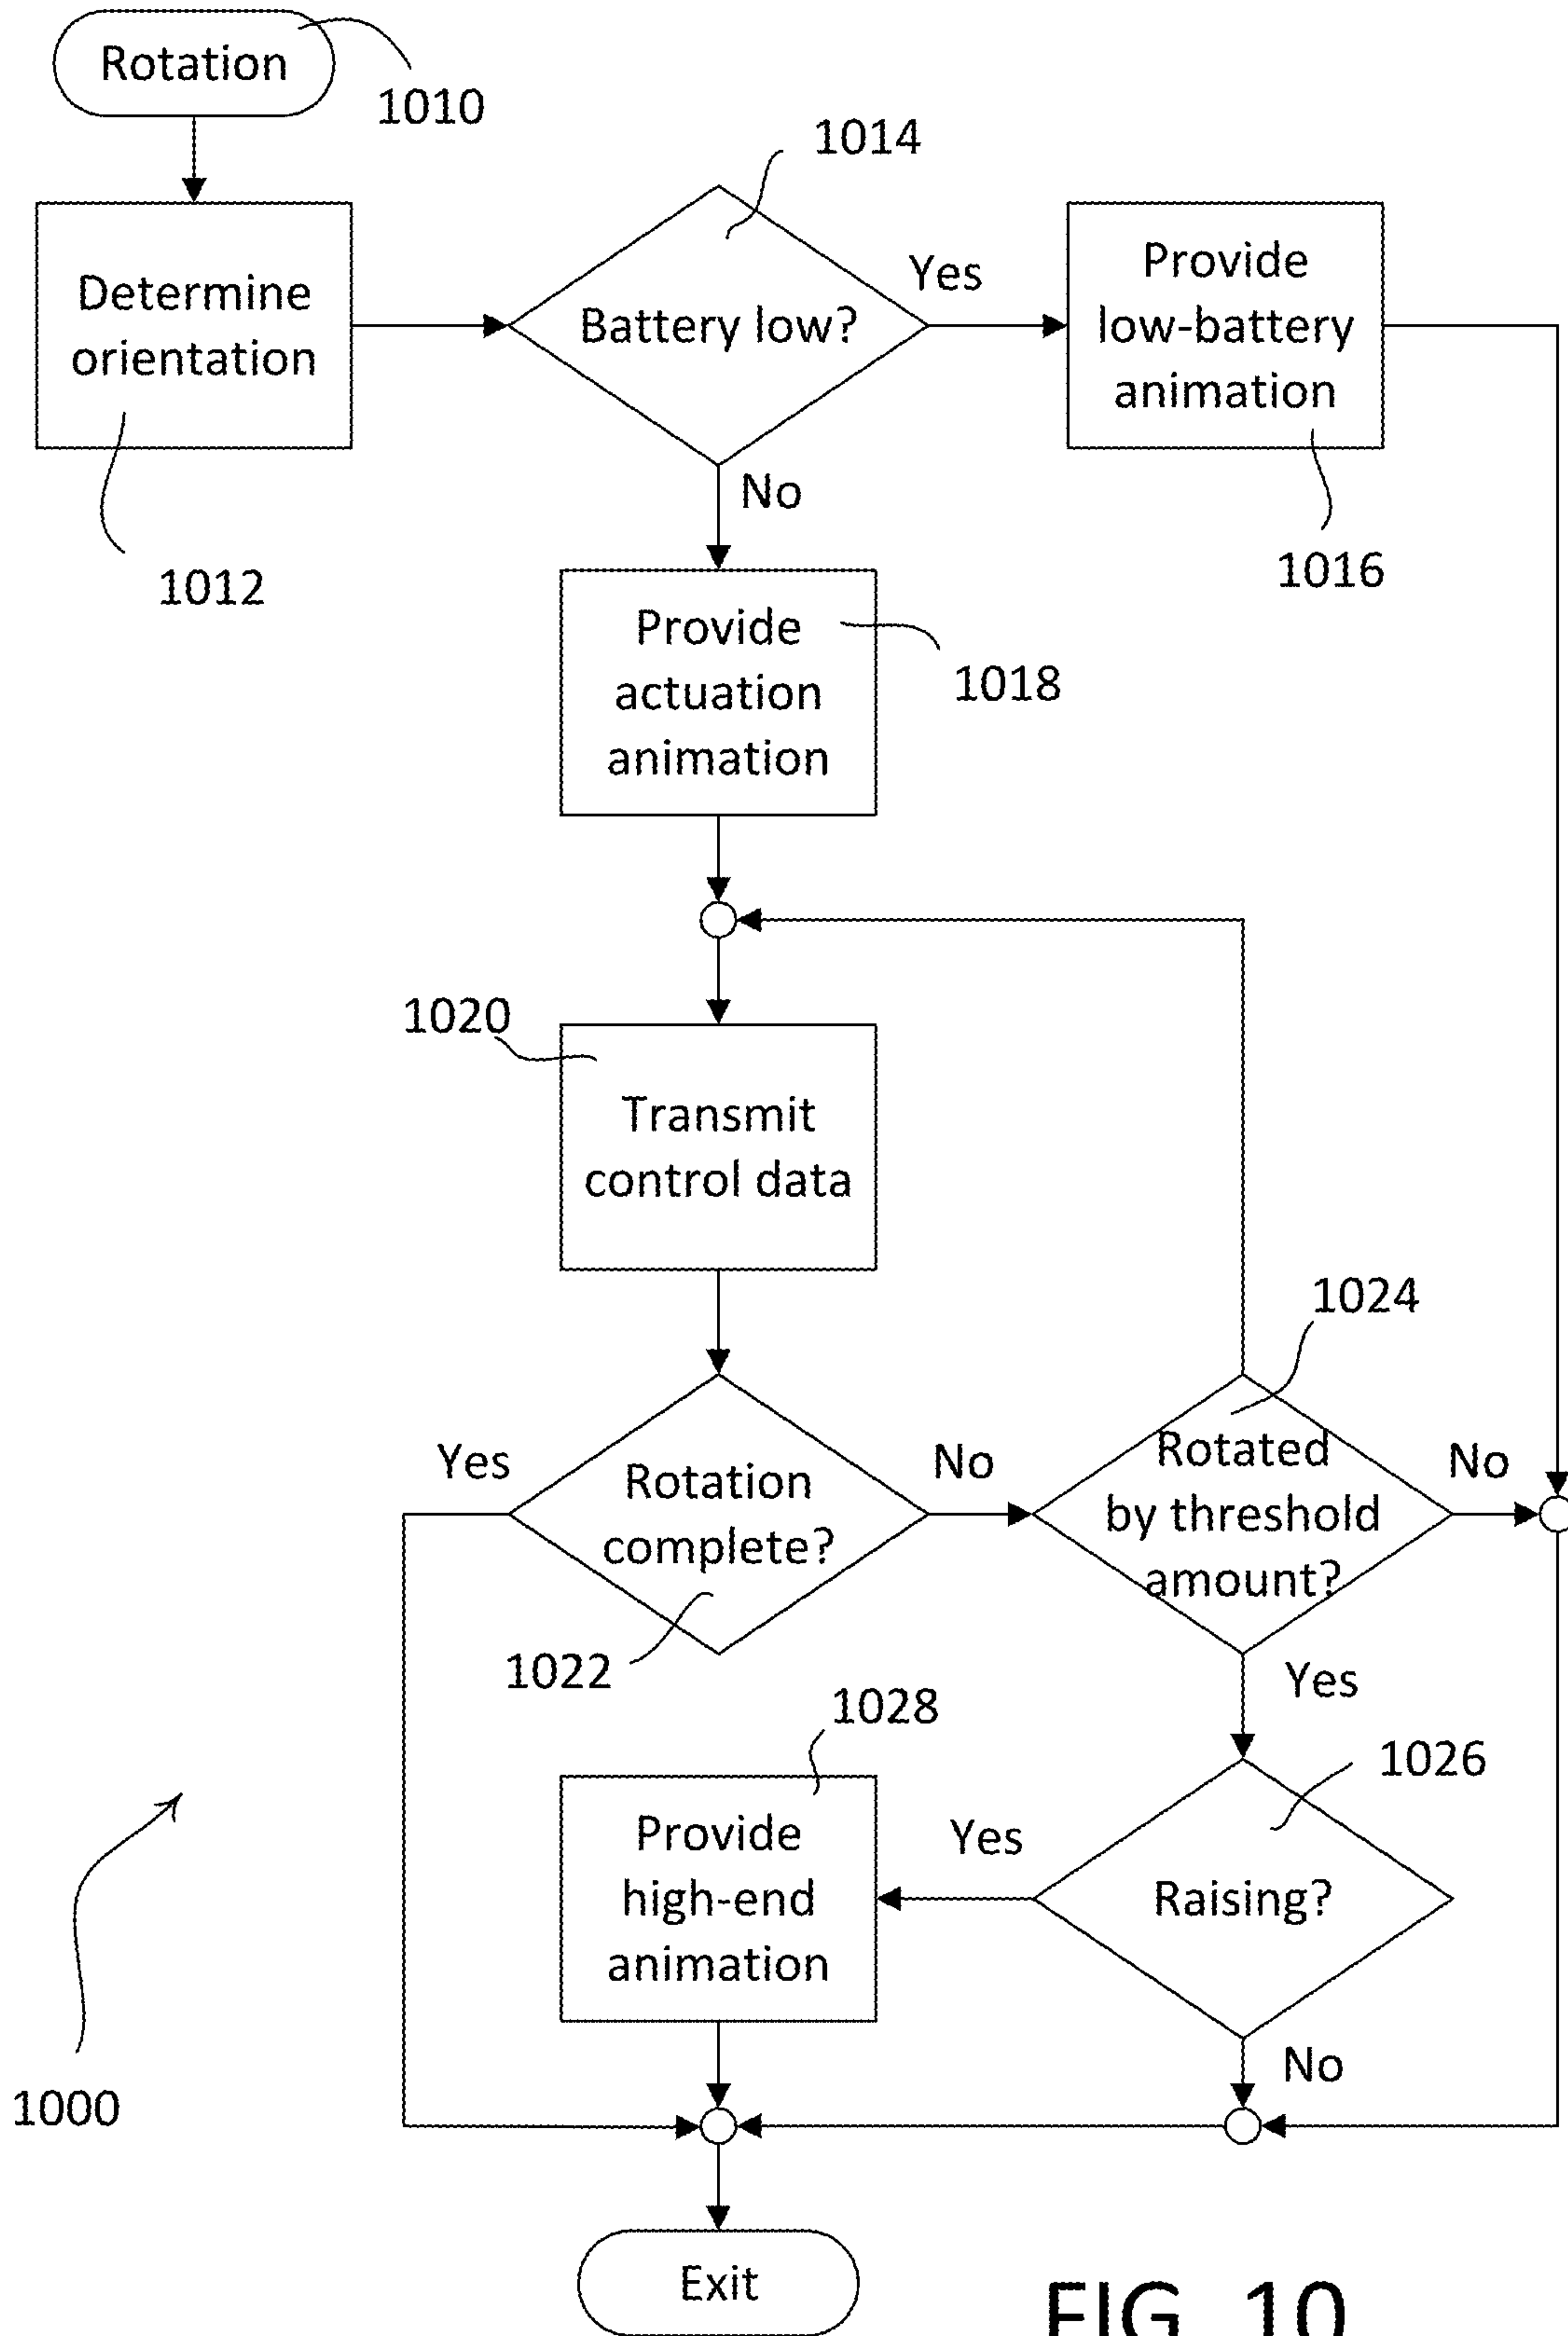 Rotation
1010
1014
Determine
orientation
1012
Battery low?
Yes
Provide
low-battery
animation
1016
No
Provide
actuation
animation
1018
1020
Transmit
control data
1024
Yes
Rotation
complete?
1022
No
Rotated
by threshold
amount?
No
Yes
1028
1026
Provide
high-end
animation
Yes
Raising?
No
1000
Exit
FIG. 10